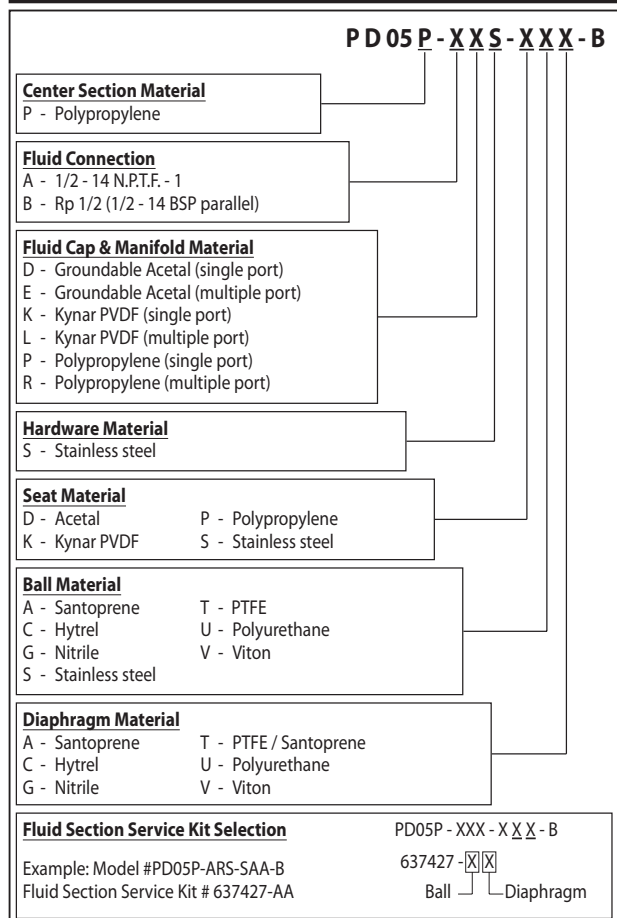 P D 05 P - X X S - X X X - B
Center Section Material
P - Polypropylene
Fluid Connection
A - 1/2 - 14 N.P.T.F. - 1
B - Rp 1/2 (1/2 - 14 BSP parallel)
Fluid Cap & Manifold Material
D - Groundable Acetal (single port)
E - Groundable Acetal (multiple port)
K - Kynar PVDF (single port)
L - Kynar PVDF (multiple port)
P - Polypropylene (single port)
R - Polypropylene (multiple port)
Hardware Material
S - Stainless steel
Seat Material
D - Acetal P - Polypropylene
K - Kynar PVDF S - Stainless steel
Ball Material
A - Santoprene T - PTFE
C - Hytrel U - Polyurethane
G - Nitrile V - Viton
S - Stainless steel
Diaphragm Material
A - Santoprene T - PTFE / Santoprene
C - Hytrel U - Polyurethane
G - Nitrile V - Viton
Fluid Section Service Kit Selection PD05P - XXX - X X X - B
Example: Model #PD05P-ARS-SAA-B 637427 - X X
Fluid Section Service Kit # 637427-AA Ball Diaphragm